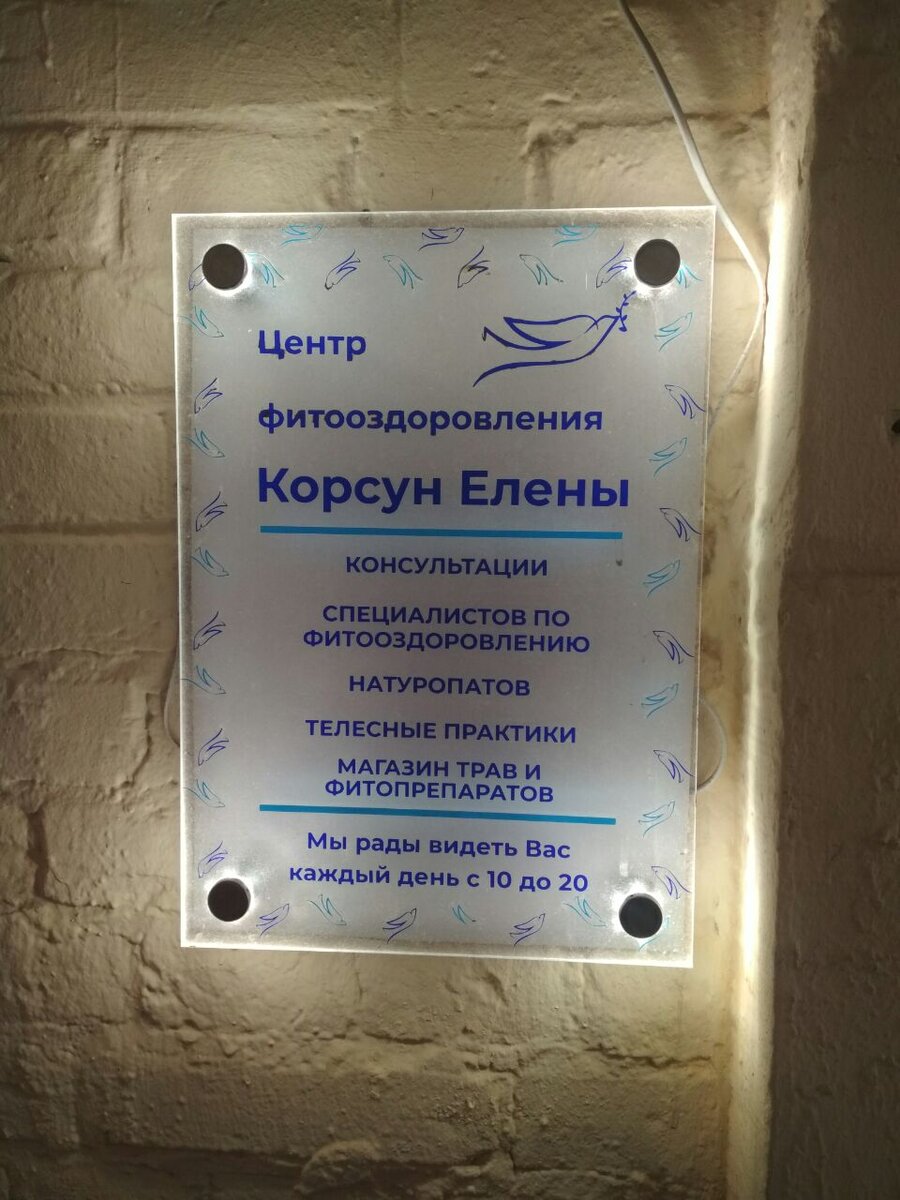 Центр
фитооздоровления
Корсун Елены
КОНСУЛЬТАЦИИ
СПЕЦИАЛИСТОВ ПО
ФИТООЗДОРОВЛЕНИЮ
НАТУРОПАТОВ
ТЕЛЕСНЫЕ ПРАКТИКИ
МАГАЗИН ТРАВ И
ФИТОПРЕПАРАТОВ
Мы рады видеть Вас
каждый день с 10 до 20